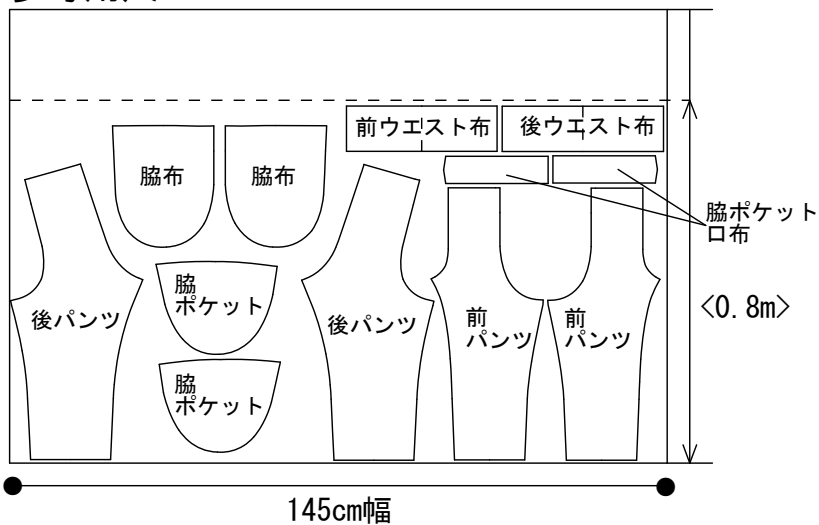 前ウエスト布
後ウエスト布
脇布
脇布
脇ポケット
口布
脇
ポケット
後パンツ
後パンツ
前
パンツ
前
パンツ
<0.8m>
脇
ポケット
145cm幅